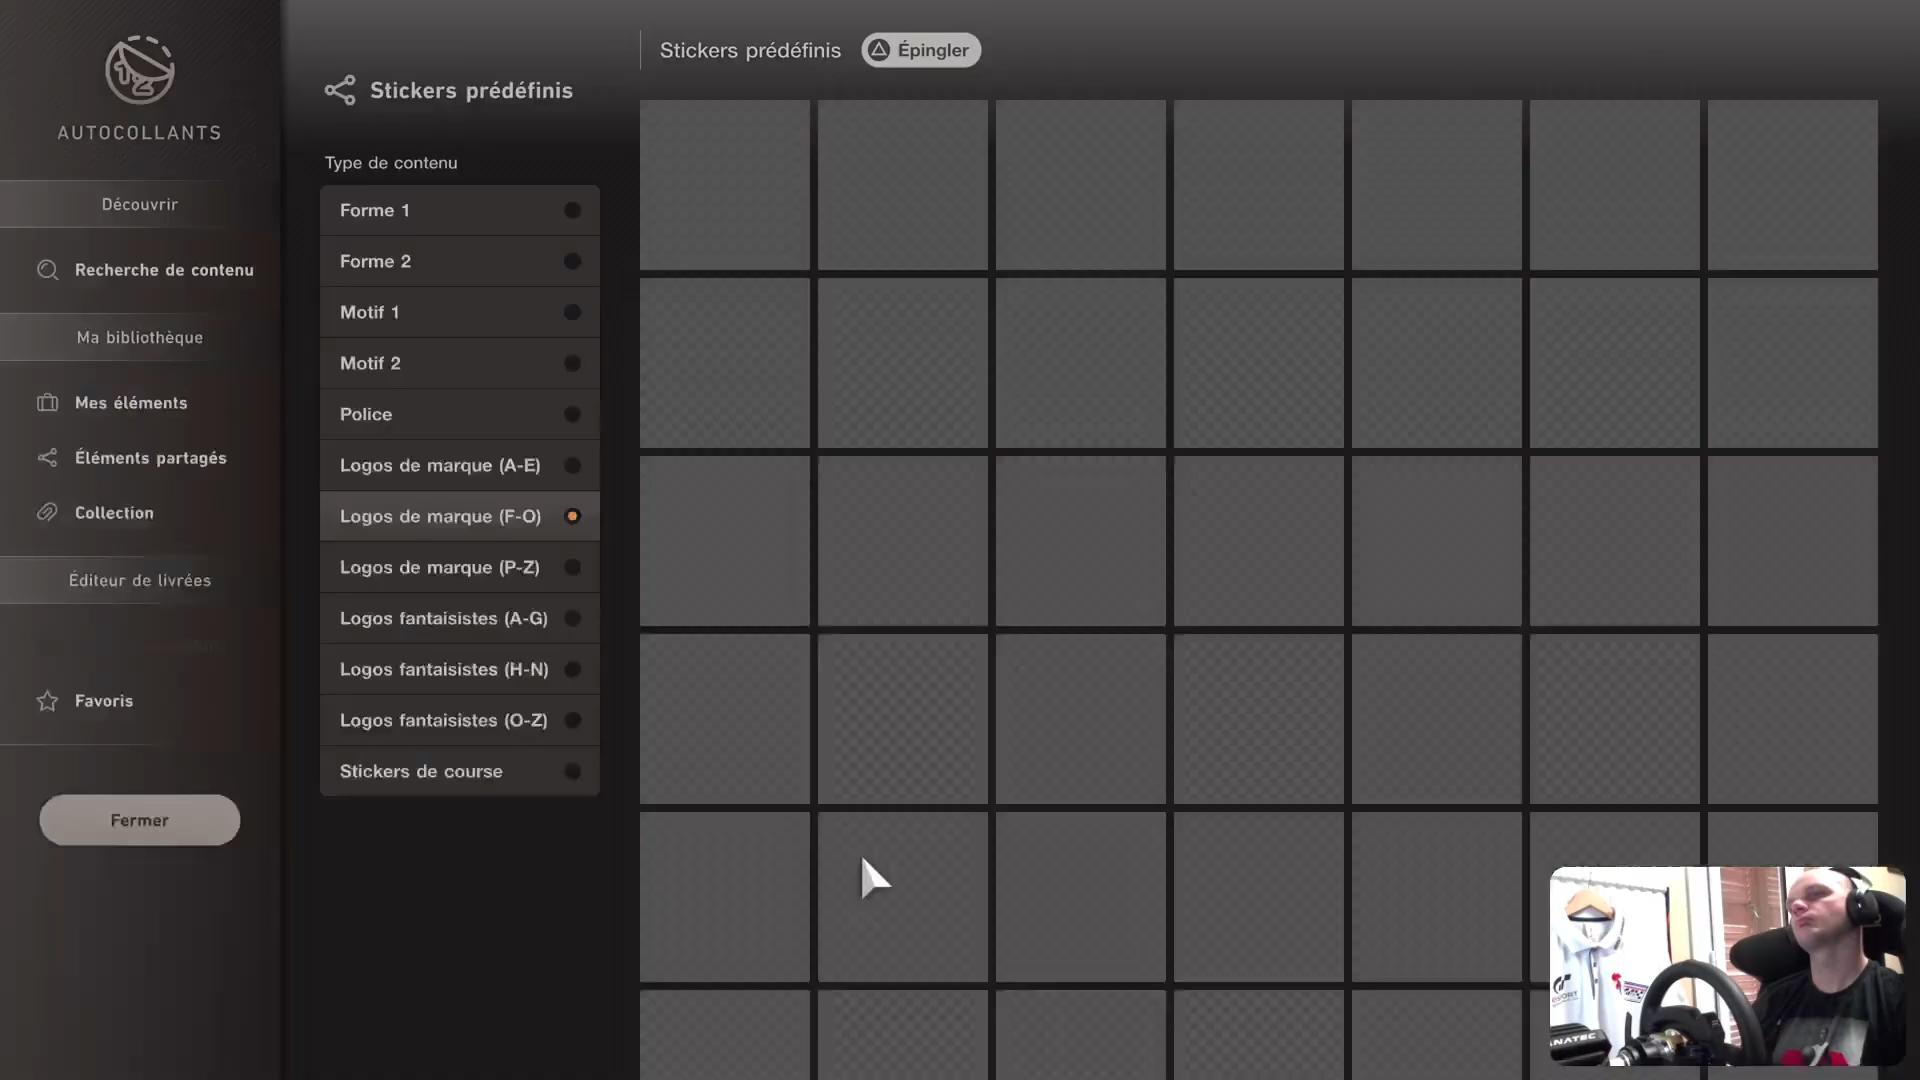 AUTOCOLLANTS
Découvrir
Recherche de contenu
Ma bibliothèque
Mes éléments
Éléments partagés
Collection
Éditeur de livrées
Favoris
Fermer
Stickers prédéfinis
Type de contenu
Forme 1
Forme 2
Motif 1
Motif 2
Police
Logos de marque (A-E)
Logos de marque (F-O)
Logos de marque (P-Z)
Logos fantaisistes (A-G)
Logos fantaisistes (H-N)
Logos fantaisistes (O-Z)
Stickers de course
Stickers prédéfinis
Épingler
ANATEC